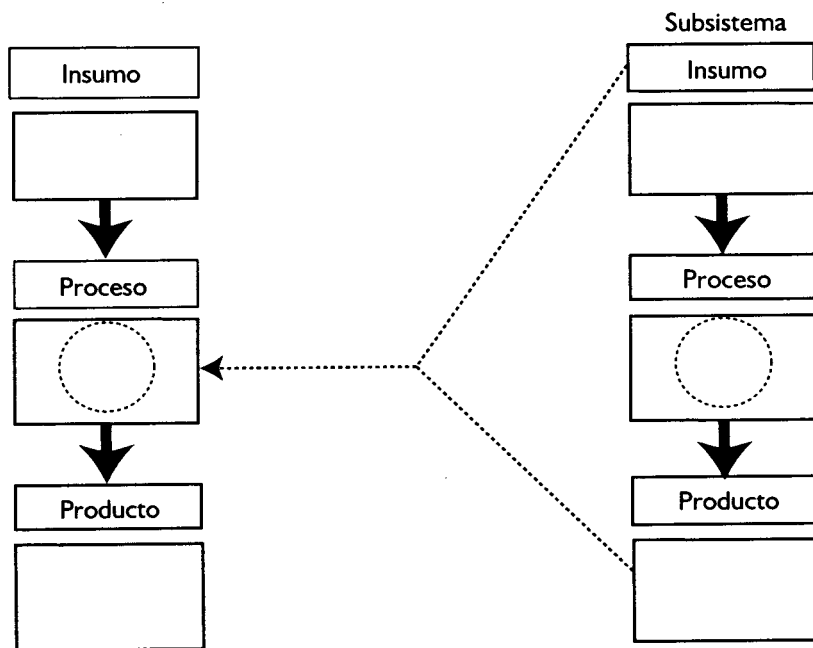 Insumo
Proceso
Producto
Subsistema
Insumo
Proceso
Producto